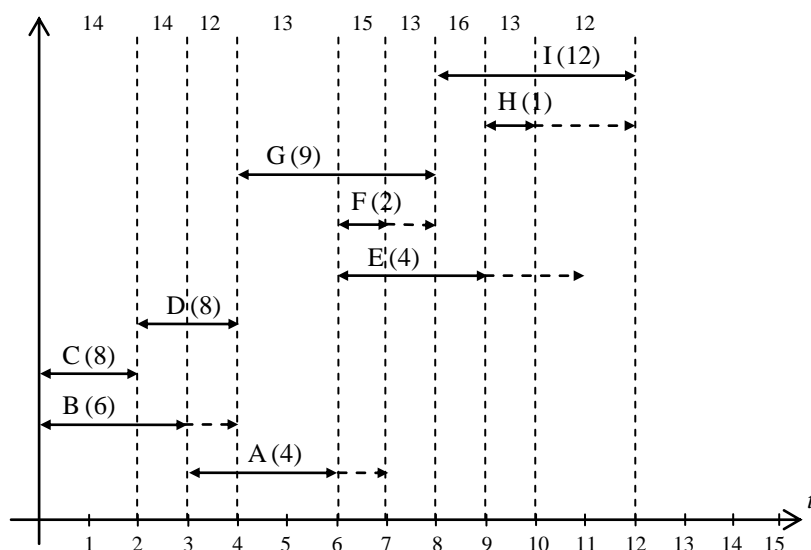 14 14 12 13 15 13 16 13 12
I (12)
H (1)
G (9)
F (2)
E (4)
D (8)
C (8)
B (6)
A (4)
t
1 2 3 4 5 6 7 8 9 10 11 12 13 14 15